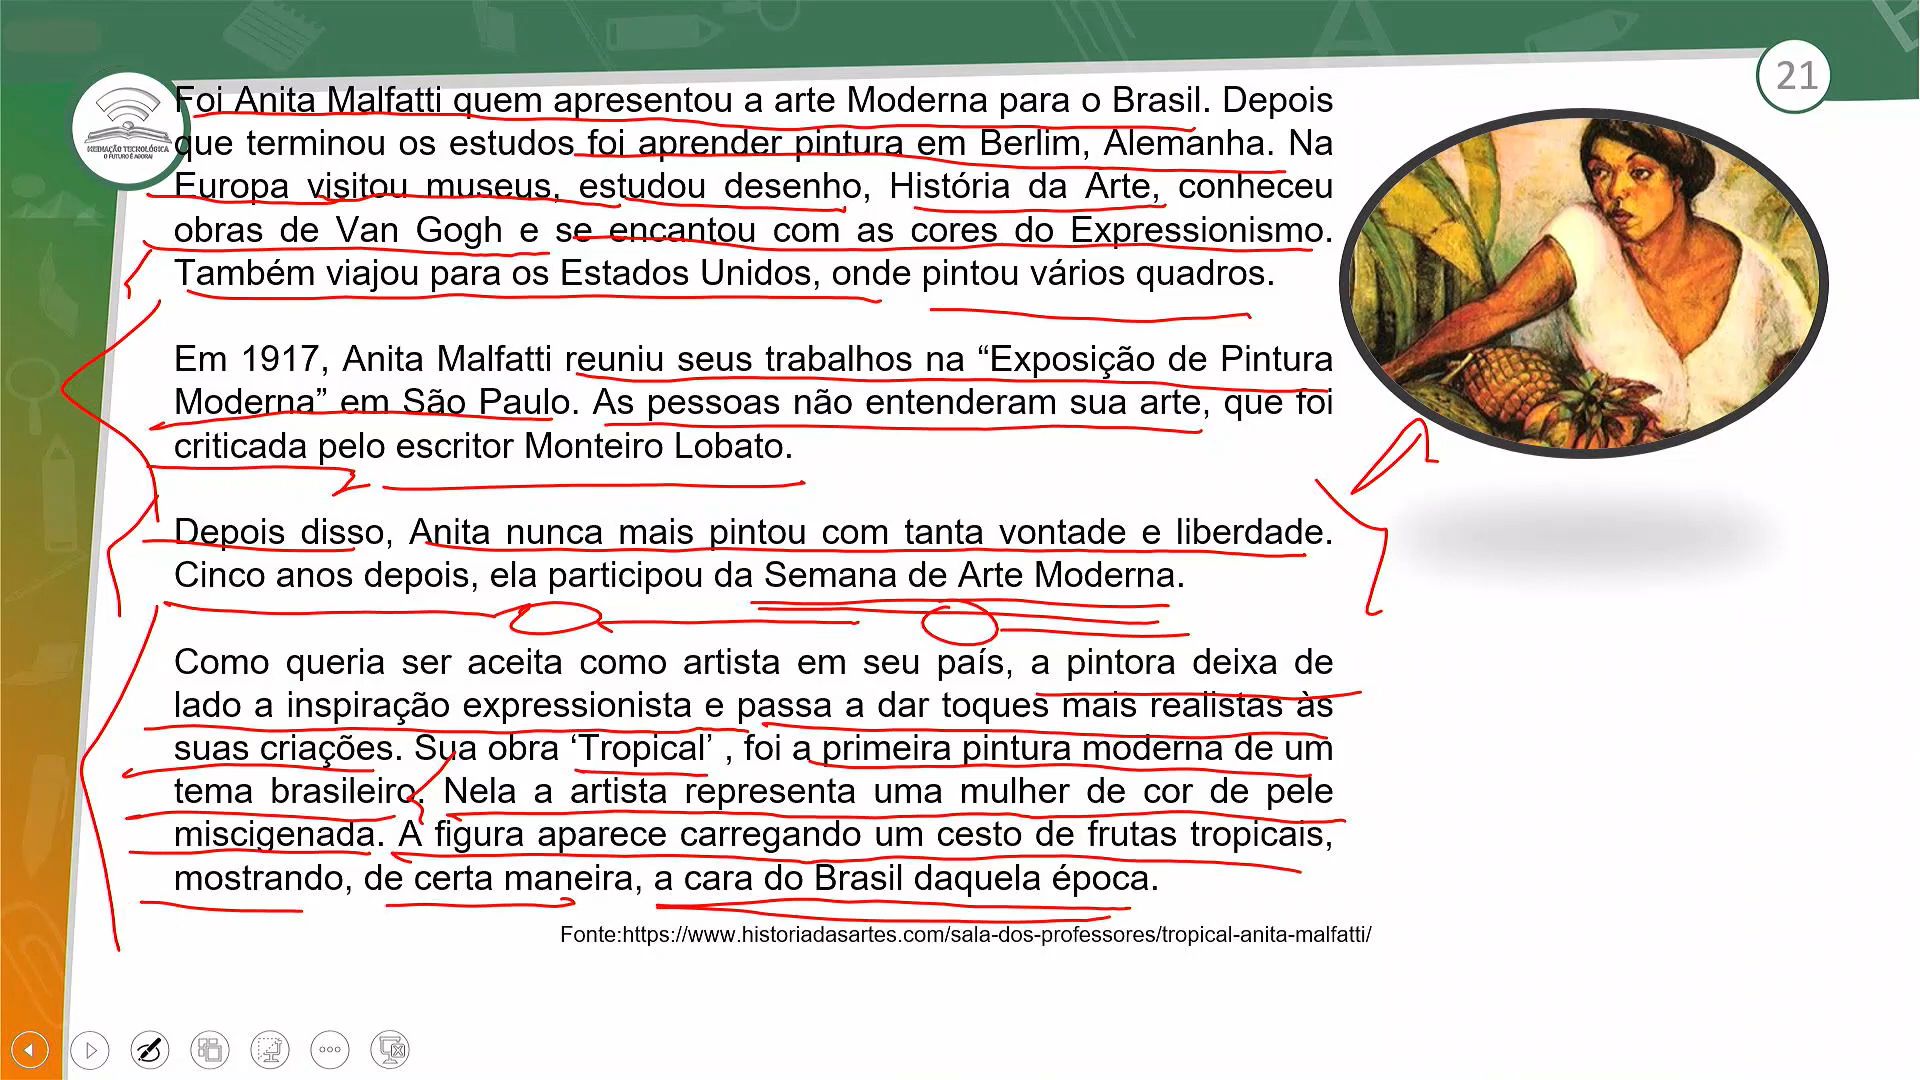 21
Foi Anita Malfatti quem apresentou a arte Moderna para o Brasil. Depois
que terminou os estudos foi aprender pintura em Berlim, Alemanha. Na
Europa visitou museus, estudou desenho, História da Arte, conheceu
obras de Van Gogh e se encantou com as cores do Expressionismo.
Também viajou para os Estados Unidos, onde pintou vários quadros.
MEDIAÇÃO TECNOLÓGICA
O FUTURO É AGORA!
Em 1917, Anita Malfatti reuniu seus trabalhos na “Exposição de Pintura
Moderna” em São Paulo. As pessoas não entenderam sua arte, que foi
criticada pelo escritor Monteiro Lobato.
Depois disso, Anita nunca mais pintou com tanta vontade e liberdade.
Cinco anos depois, ela participou da Semana de Arte Moderna.
Como queria ser aceita como artista em seu país, a pintora deixa de
lado a inspiração expressionista e passa a dar toques mais realistas às
suas criações. Sua obra ‘Tropical’ , foi a primeira pintura moderna de um
tema brasileiro. Nela a artista representa uma mulher de cor de pele
miscigenada. A figura aparece carregando um cesto de frutas tropicais,
mostrando, de certa maneira, a cara do Brasil daquela época.
Fonte:https://www.historiadasartes.com/sala-dos-professores/tropical-anita-malfatti/